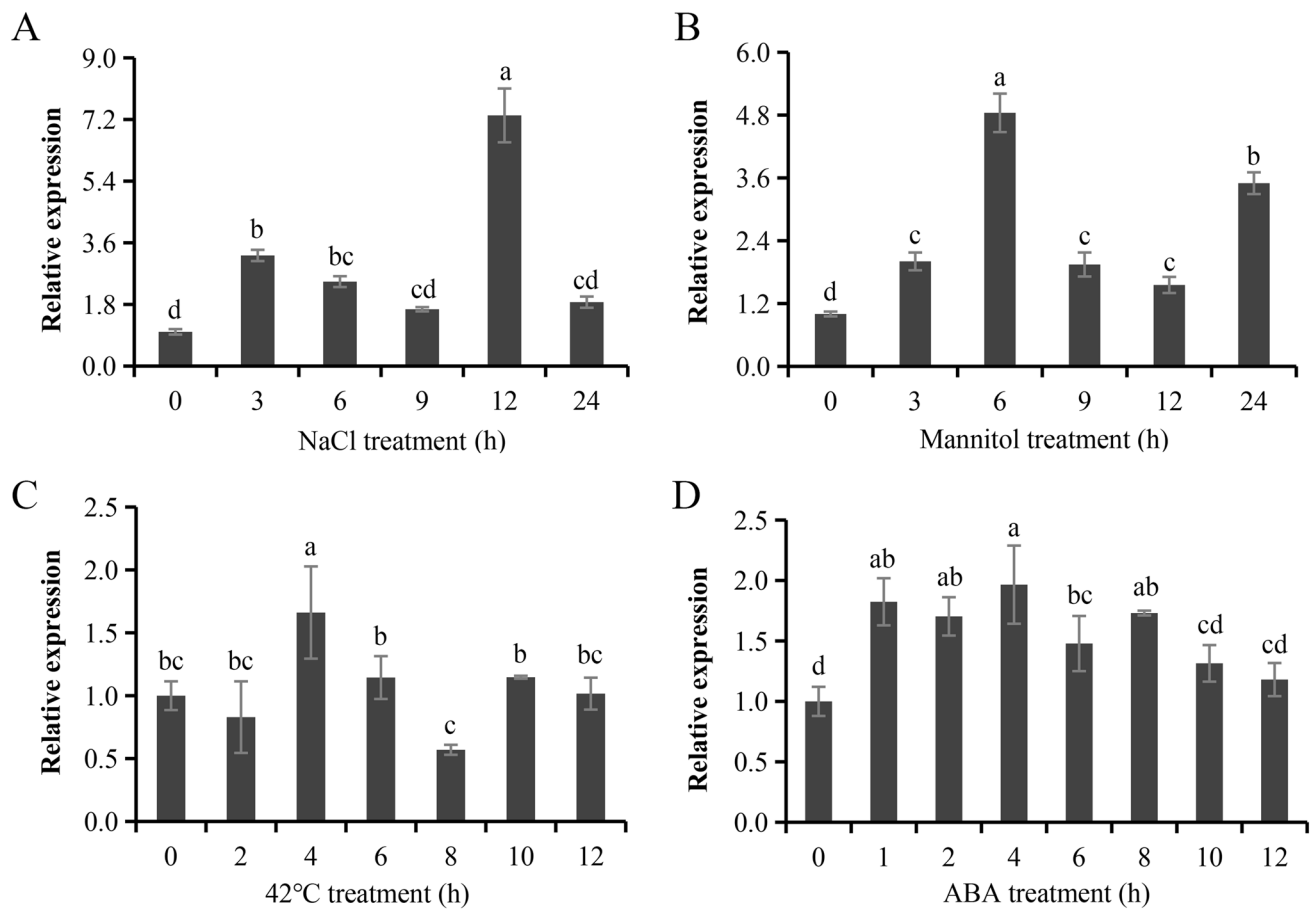 A
Relative expression
9.0
7.2
5.4
3.6
1.8
0.0
d
b
bc
cd
a
cd
0 3 6 9 12 24
NaCl treatment (h)
B
Relative expression
6.0
4.8
3.6
2.4
1.2
0.0
d
c
a
c
c
b
0 3 6 9 12 24
Mannitol treatment (h)
C
Relative expression
2.5
2.0
1.5
1.0
0.5
0.0
bc
bc
a
b
c
b
bc
0 2 4 6 8 10 12
42°C treatment (h)
D
Relative expression
2.5
2.0
1.5
1.0
0.5
0.0
d
ab
ab
a
bc
ab
cd
cd
0 1 2 4 6 8 10 12
ABA treatment (h)